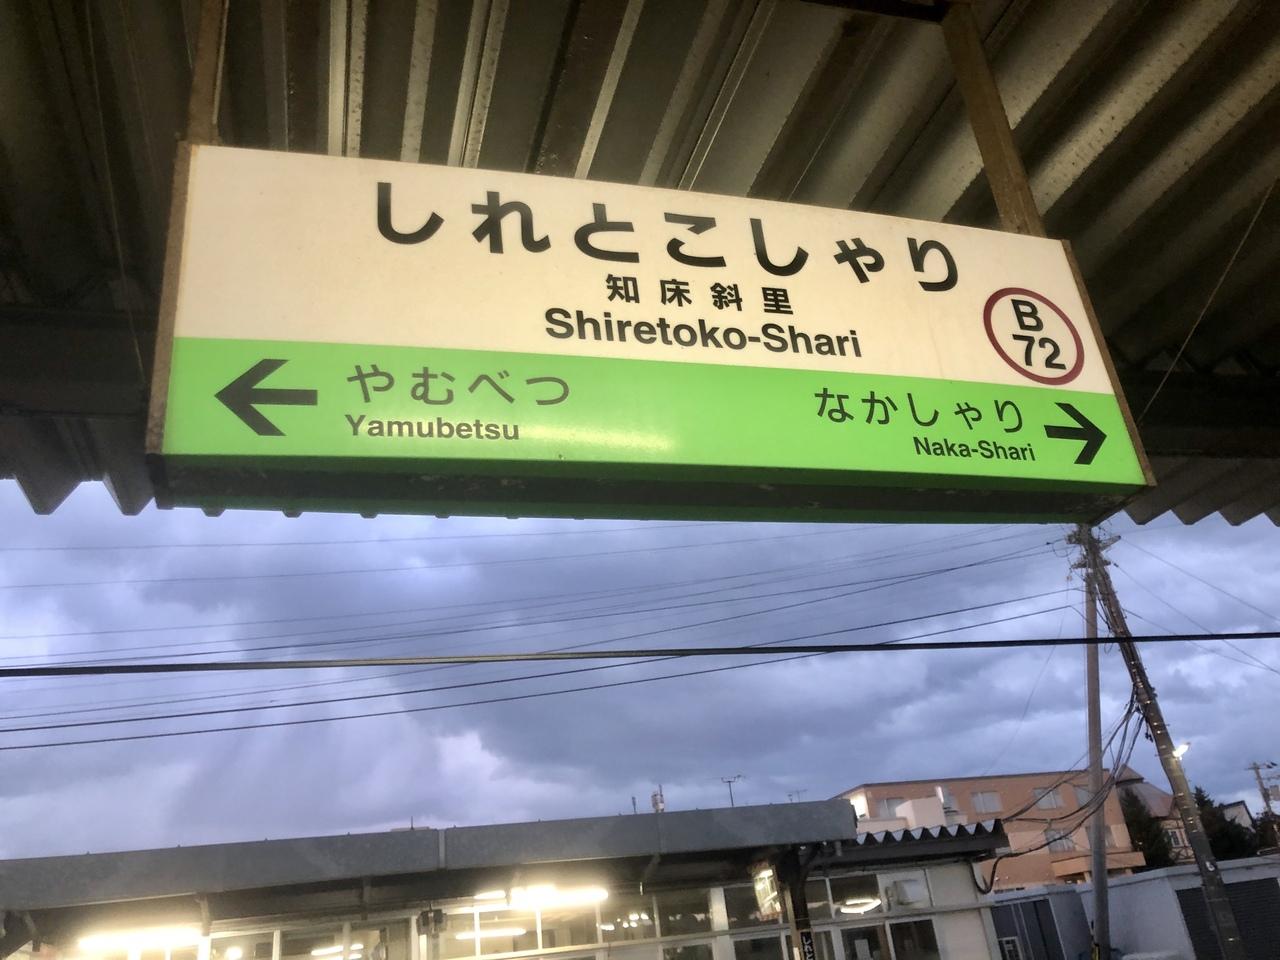 しれとこしゃり
知床斜里
Shiretoko-Shari
B
72
やむべつ
Yamubetsu
なかしゃり
Naka-Shari